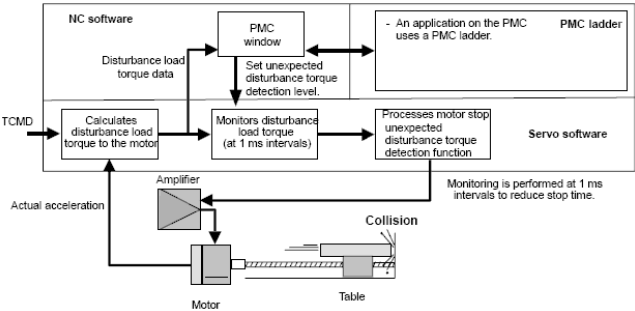 NC software
PMC
window
- An application on the PMC
uses a PMC ladder.
PMC ladder
Disturbance load
torque data
Set unexpected
disturbance torque
detection level.
TCMD
Calculates
disturbance load
torque to the motor
Monitors disturbance
load torque
(at 1 ms intervals)
Processes motor stop
unexpected
disturbance torque
detection function
Servo software
Monitoring is performed at 1 ms
intervals to reduce stop time.
Amplifier
Actual acceleration
Collision
Motor
Table